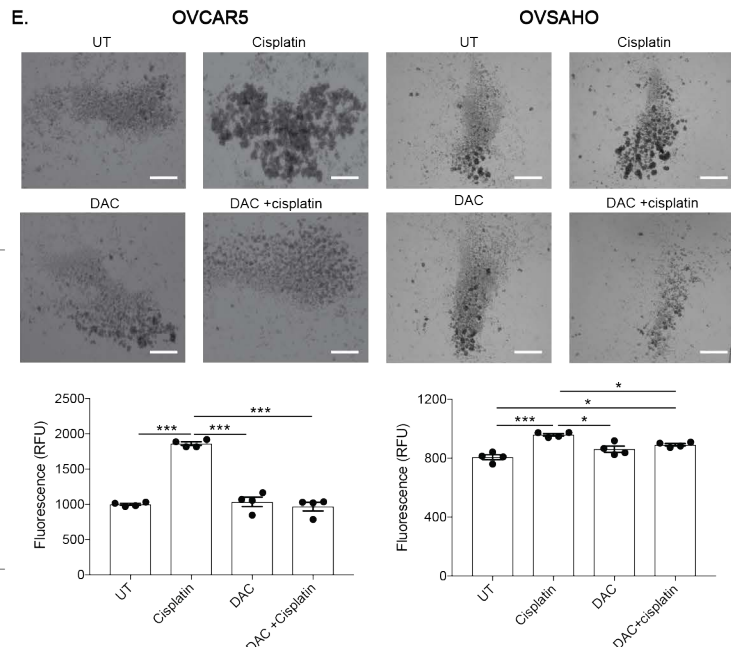 E.
OVCAR5
OVSAHO
UT
Cisplatin
UT
Cisplatin
DAC
DAC +cisplatin
DAC
DAC +cisplatin
Fluorescence (RFU)
2500
2000
1500
1000
500
0
***
***
***
UT
Cisplatin
DAC
DAC +Cisplatin
Fluorescence (RFU)
1200
800
400
0
*
*
***
*
UT
Cisplatin
DAC
DAC+cisplatin